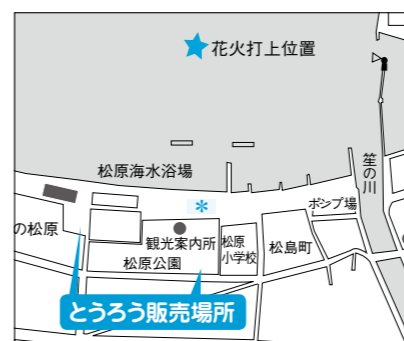 花火打上位置
松原海水浴場
笙の川
ポンプ場
の松原
観光案内所
松原公園
松原
小学校
松島町
とうろう販売場所